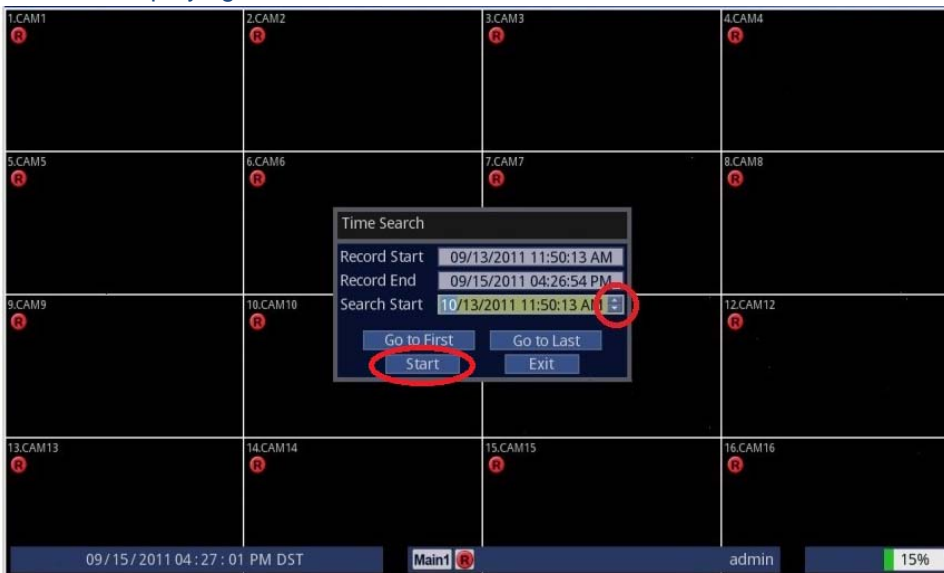 1.CAM1 2.CAM2 3.CAM3 4.CAM4
R R R R
5.CAM5 6.CAM6 7.CAM7 8.CAM8
R R R R
Time Search
Record Start 09/13/2011 11:50:13 AM
Record End 09/15/2011 04:26:54 PM
Search Start 10/13/2011 11:50:13 AM
9.CAM9 10.CAM10 12.CAM12
R R R
Go to First Go to Last
Start Exit
13.CAM13 14.CAM14 15.CAM15 16.CAM16
R R R R
09/15/2011 04:27:01 PM DST Main1 R admin 15%